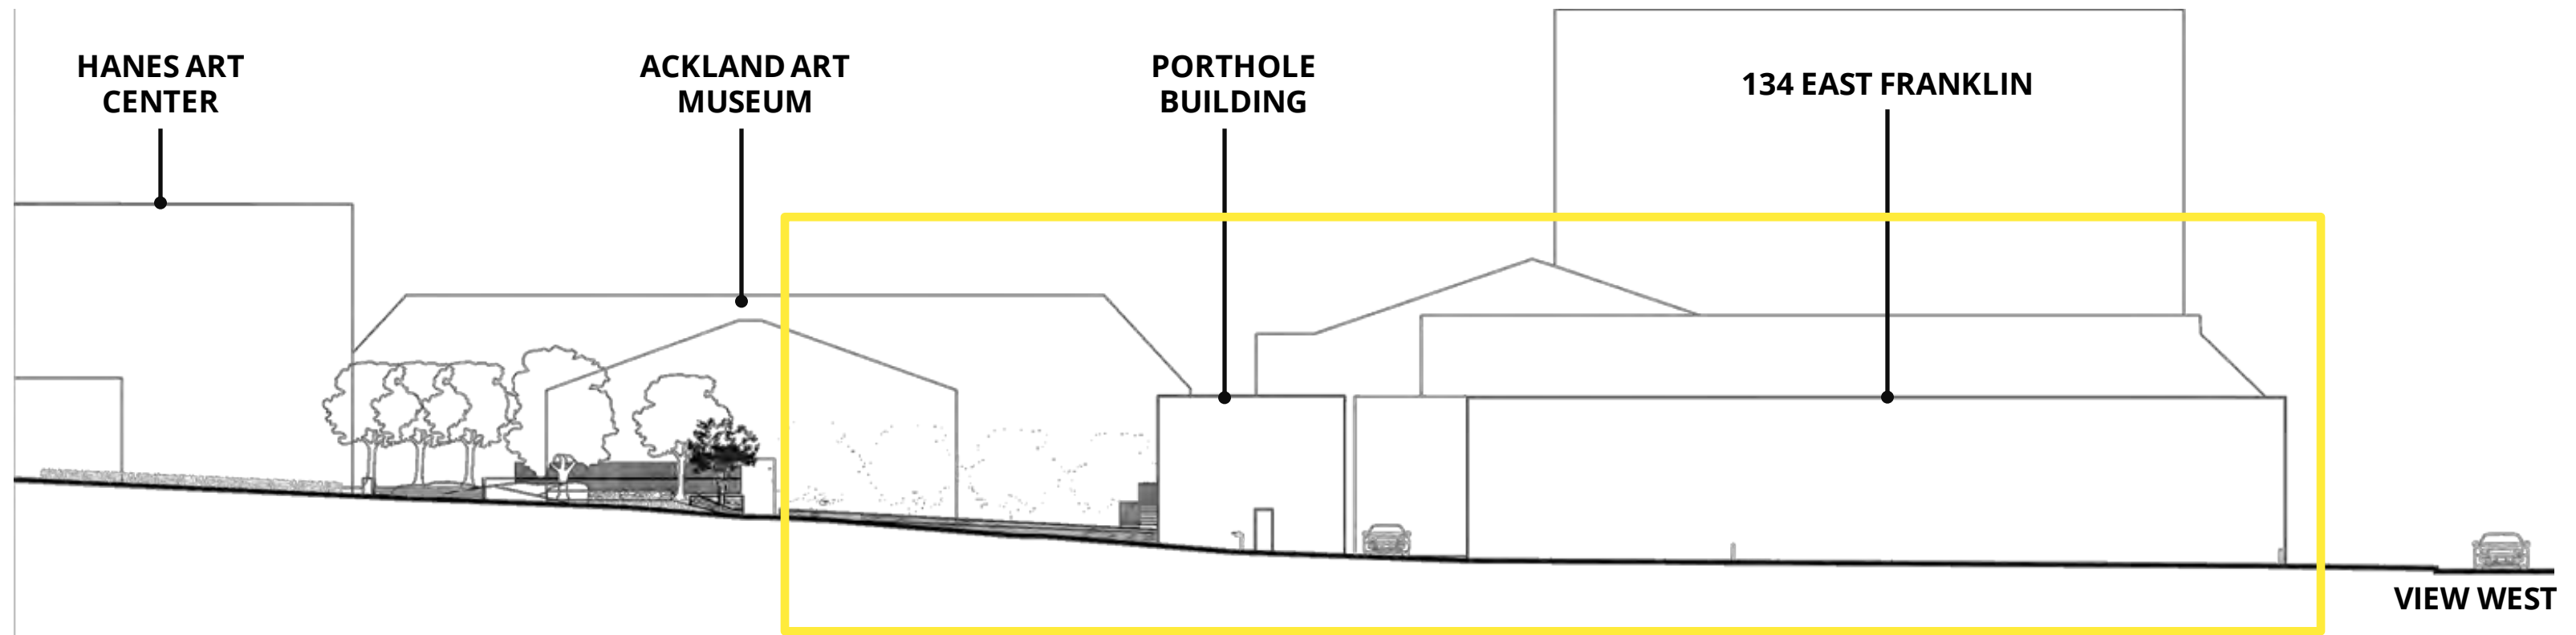 HANES ART
CENTER
ACKLAND ART
MUSEUM
PORTHOLE
BUILDING
134 EAST FRANKLIN
VIEW WEST